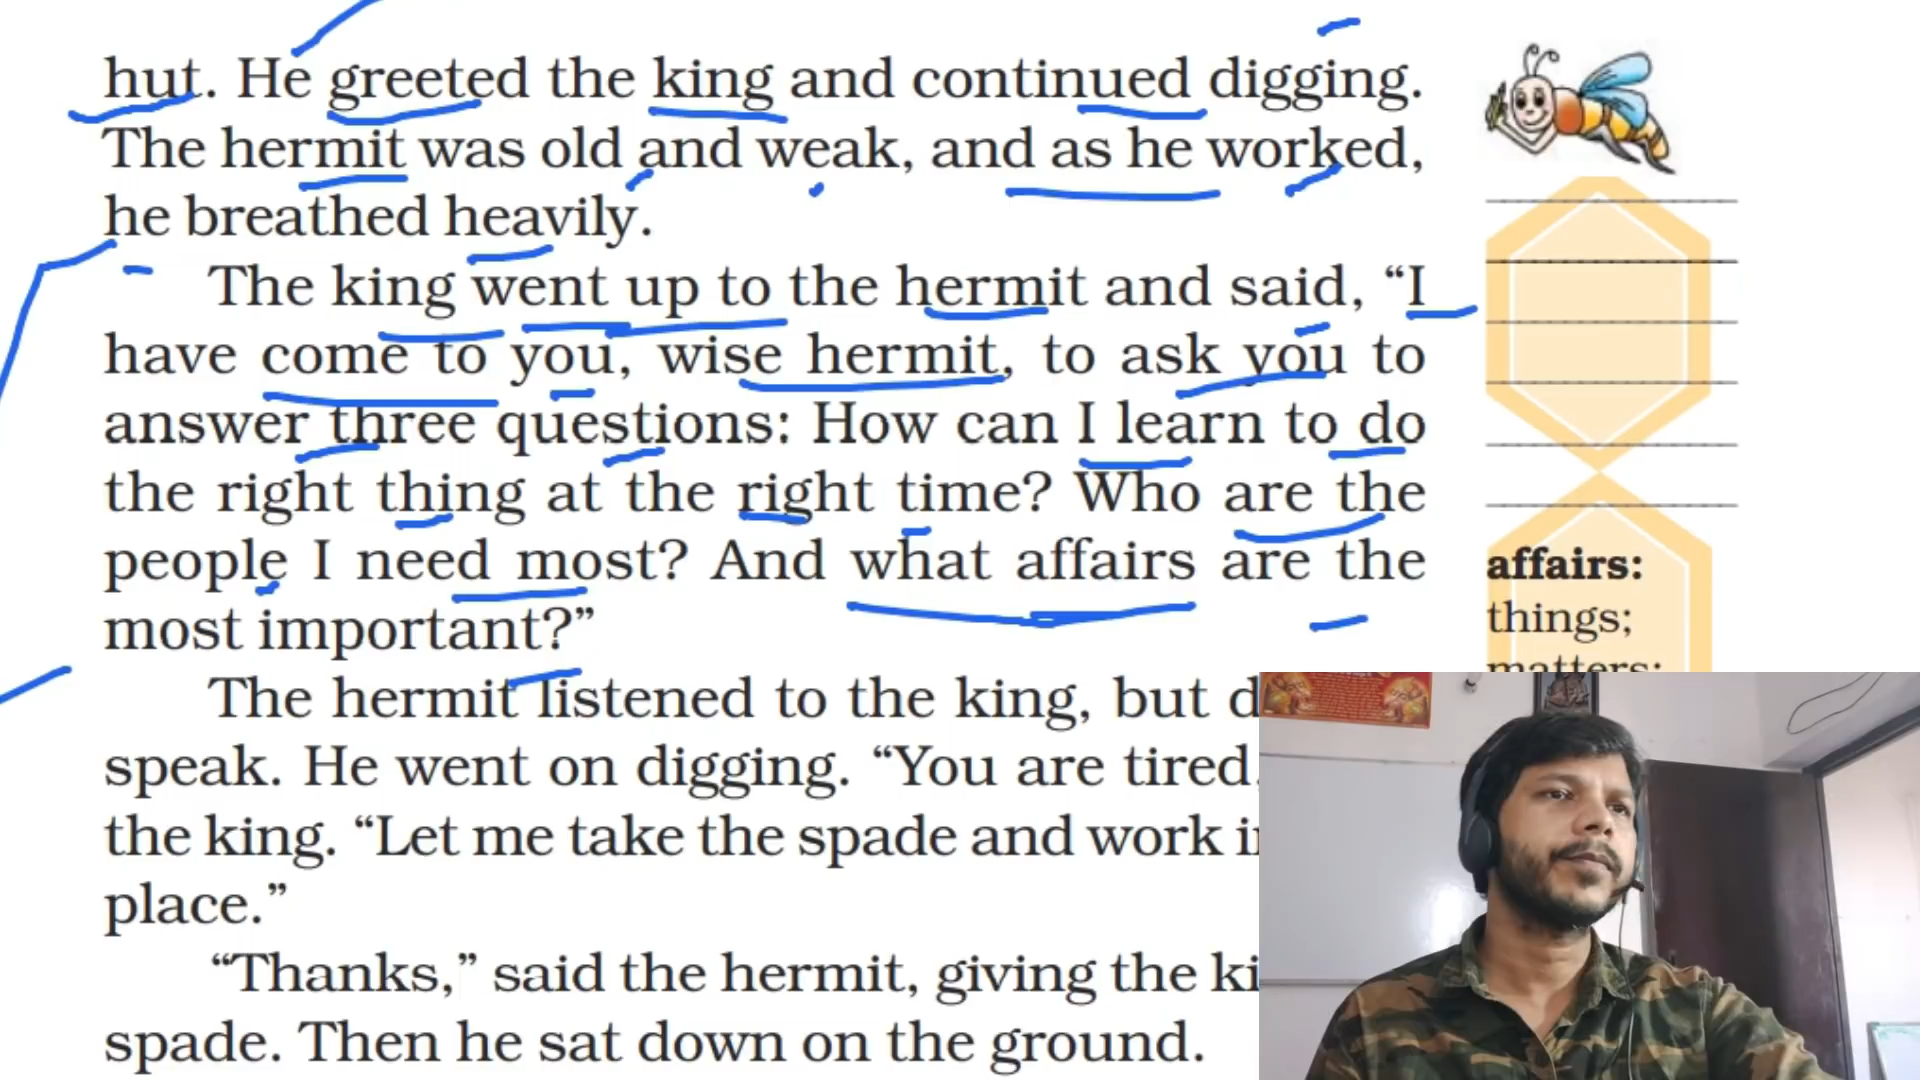 hut. He greeted the king and continued digging.
The hermit was old and weak, and as he worked,
he breathed heavily.
The king went up to the hermit and said, “I
have come to you, wise hermit, to ask you to
answer three questions: How can I learn to do
the right thing at the right time? Who are the
people I need most? And what affairs are the
most important?”
The hermit listened to the king, but
speak. He went on digging. “You are tired,
the king. “Let me take the spade and work
place.”
“Thanks,” said the hermit, giving the
spade. Then he sat down on the ground.
affairs:
things;
matters;